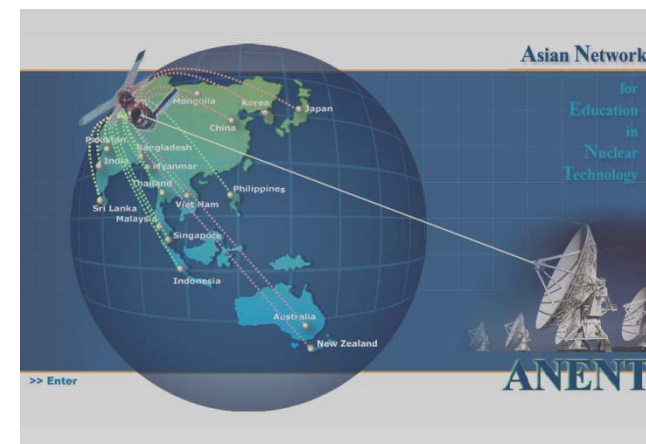 Asian Network
for
Education
in
Nuclear
Technology
Mongolia
Korea
Japan
China
Pakistan
Bangladesh
India
Myanmar
Thailand
Philippines
Sri Lanka
Viet Nam
Malaysia
Singapore
Indonesia
Australia
New Zealand
>> Enter
ANENT